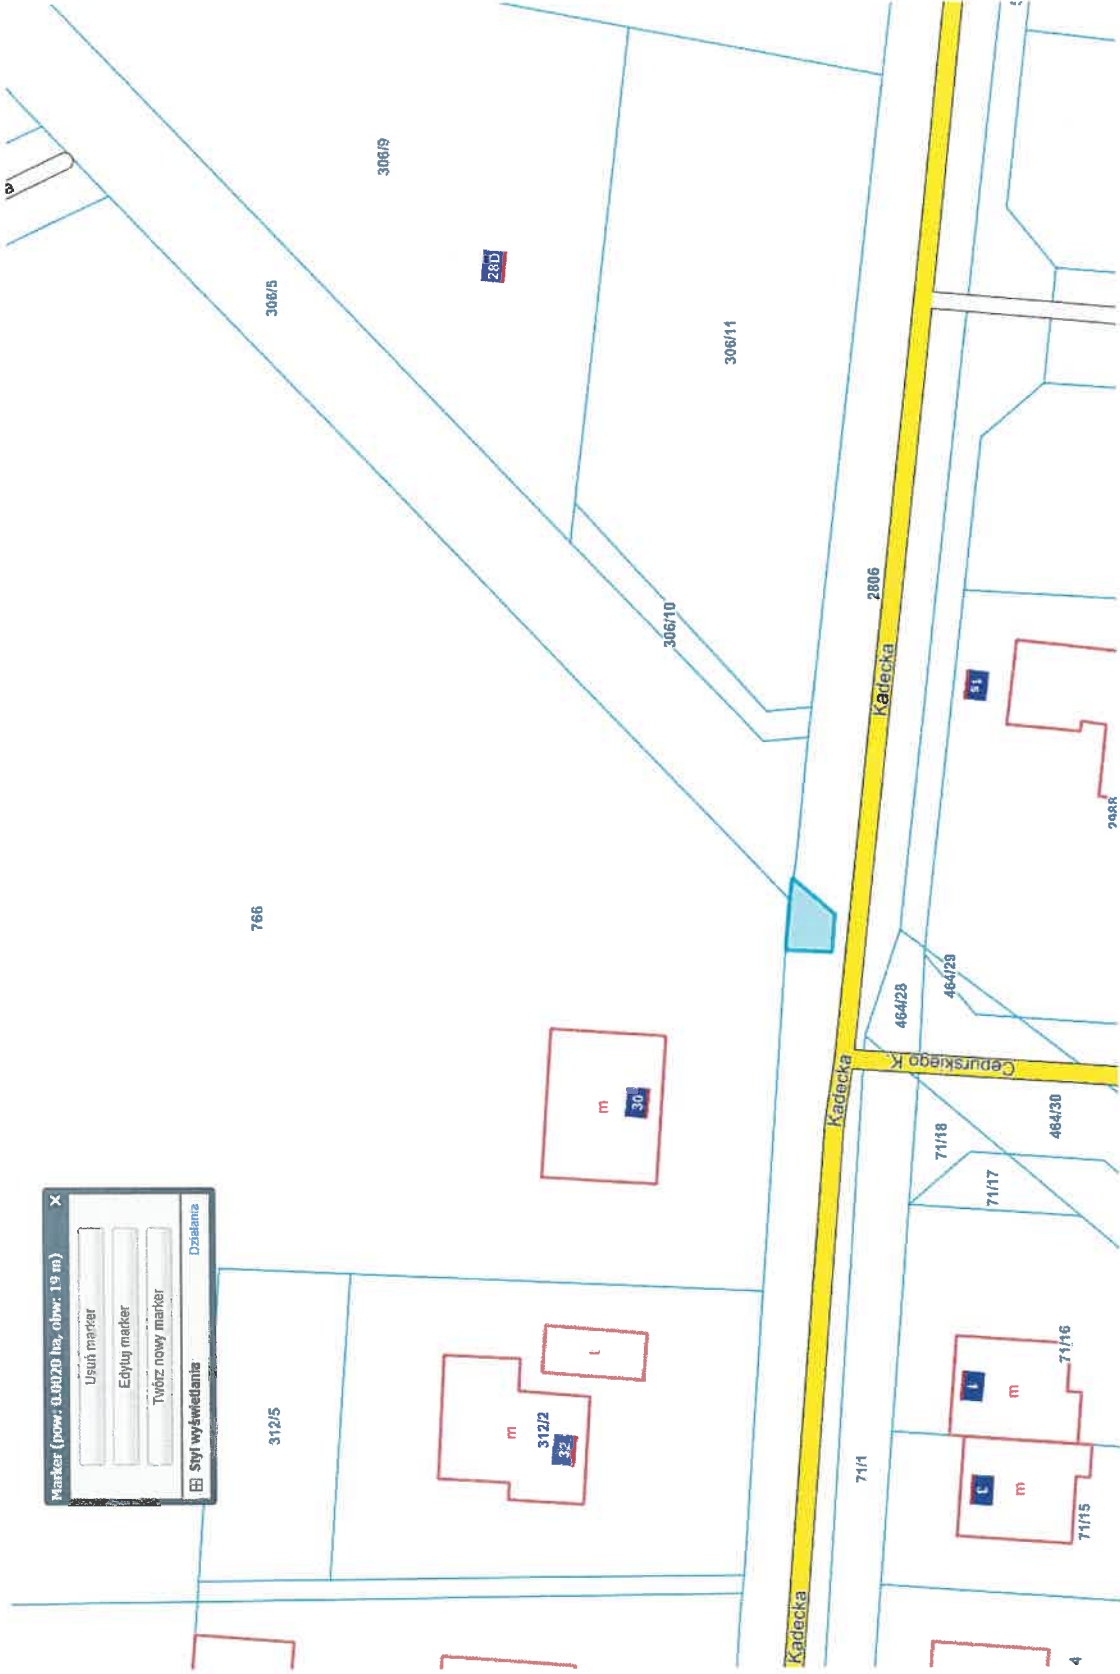 Marker (pow: 0.0020 ha, obw: 19 m)
X
Usuń marker
Edytuj marker
Twórz nowy marker
Styl wyświetlania
Działania
306/9
306/5
28D
306/11
306/10
766
2806
Kadecka
15
464/29
464/28
Cepurskiego K.
Kadecka
30
m
464/30
71/18
71/17
312/5
m
312/2
32
t
71/1
1
m
71/16
3
m
71/15
Kadecka
4